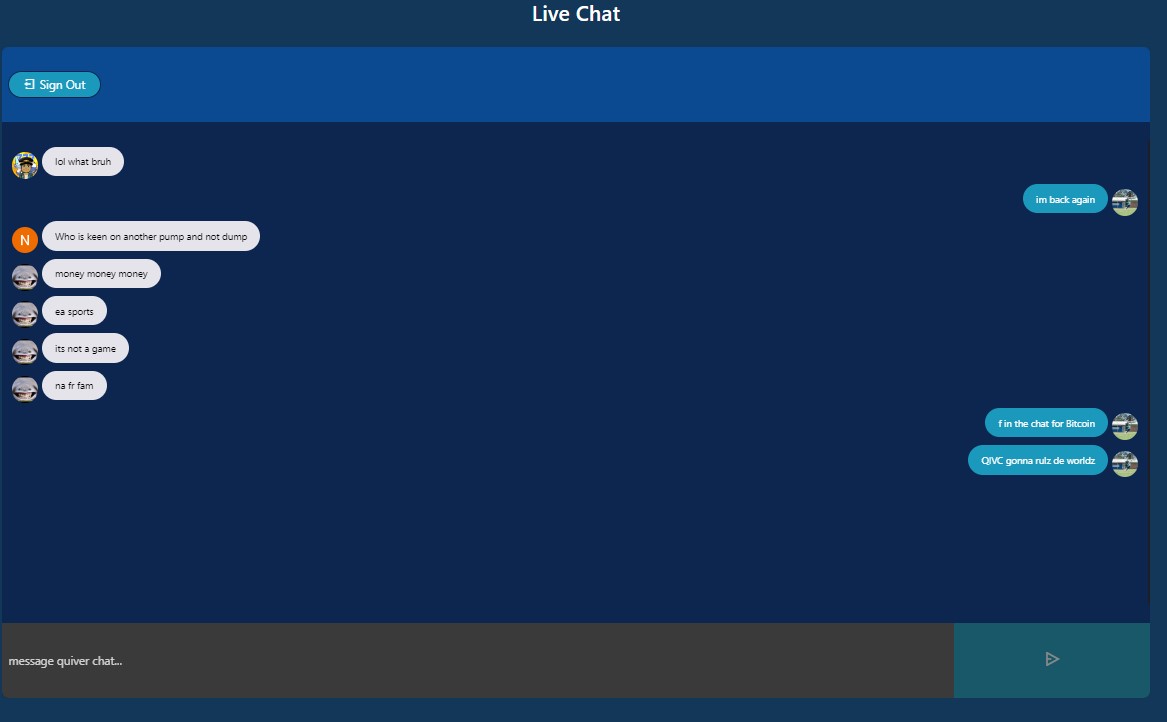 Live Chat
Sign Out
lol what bruh
im back again
N
Who is keen on another pump and not dump
money money money
ea sports
its not a game
na fr fam
f in the chat for Bitcoin
QIVC gonna rulz de worldz
message quiver chat...